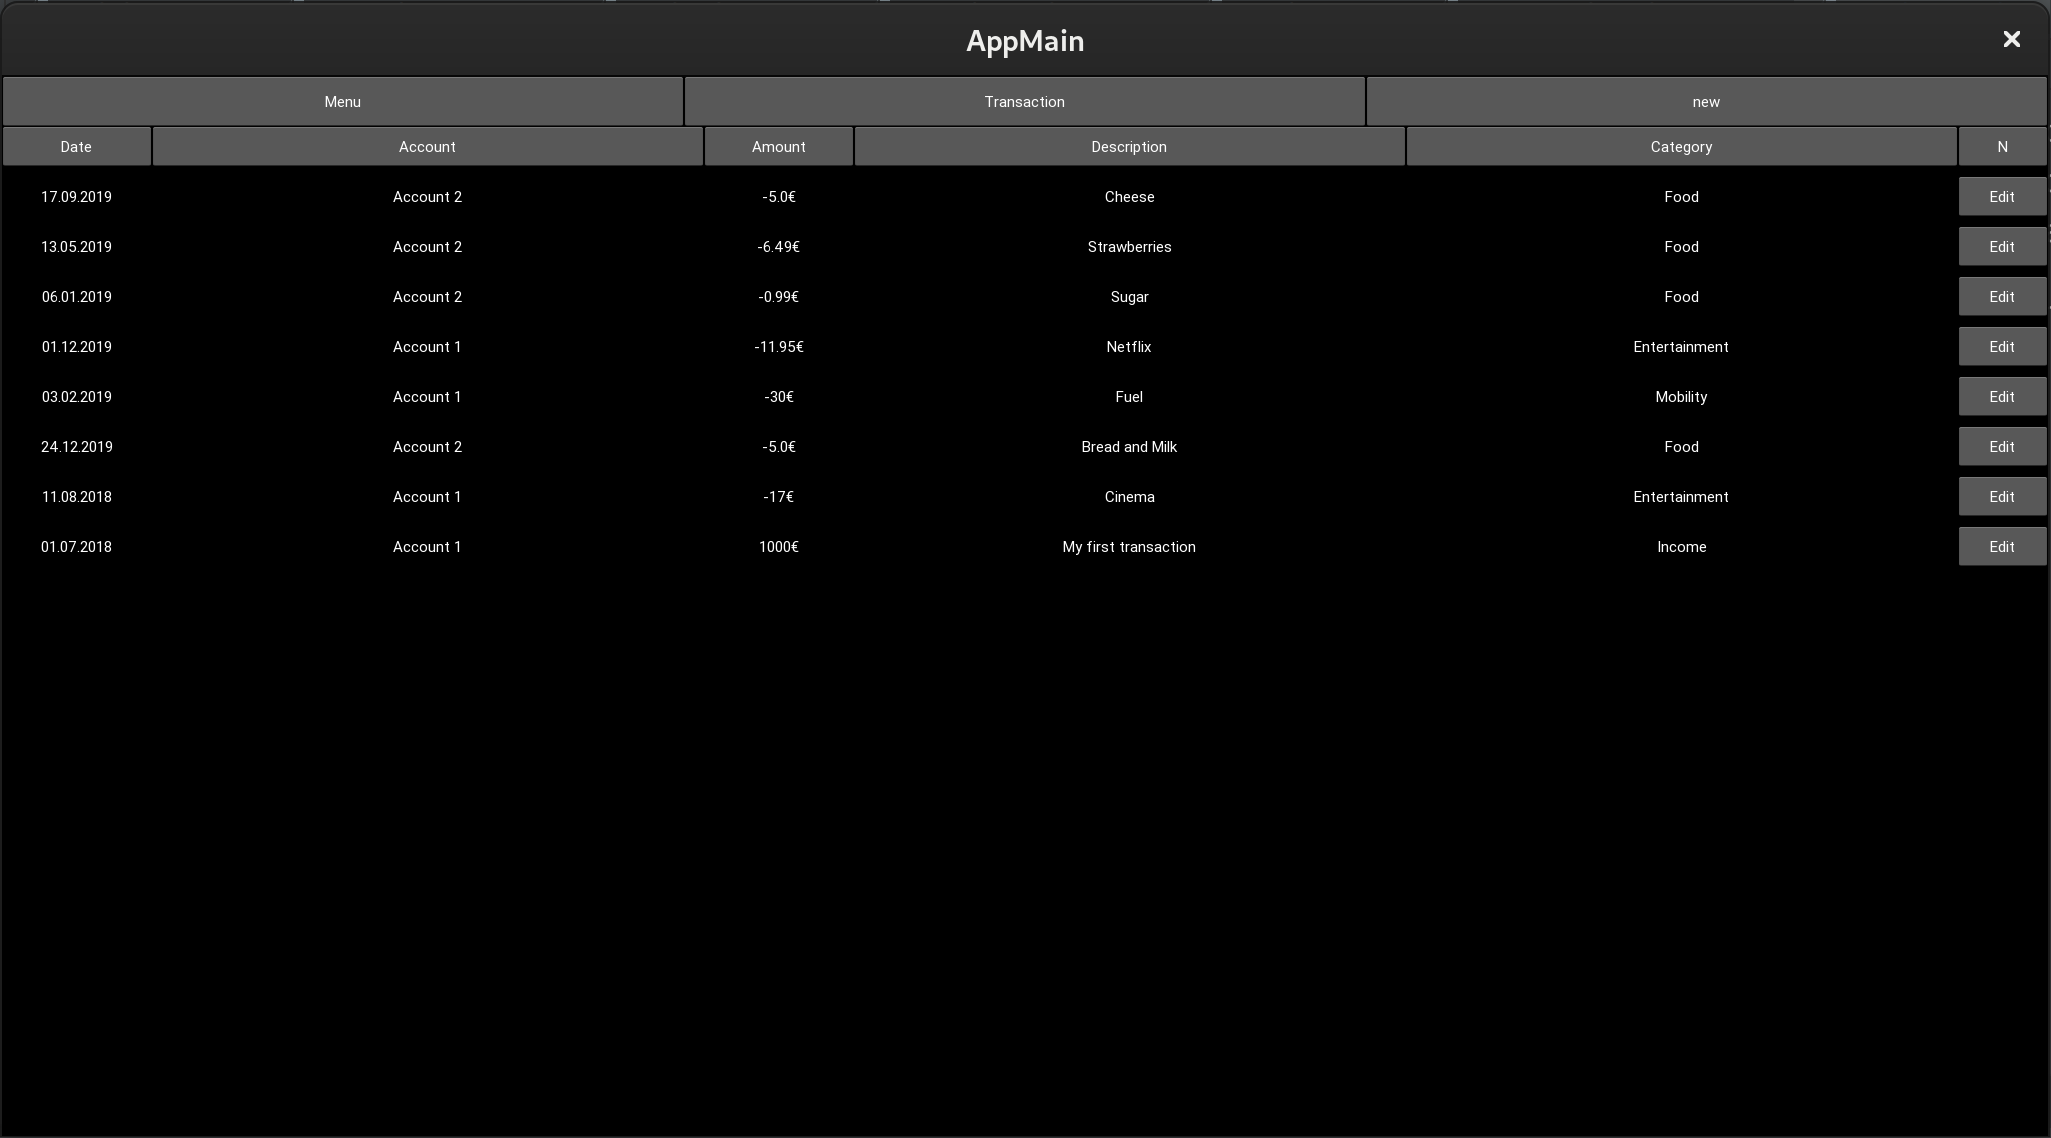 AppMain
Menu Transaction new
Date Account Amount Description Category N
17.09.2019 Account 2 -5.0€ Cheese Food Edit
13.05.2019 Account 2 -6.49€ Strawberries Food Edit
06.01.2019 Account 2 -0.99€ Sugar Food Edit
01.12.2019 Account 1 -11.95€ Netflix Entertainment Edit
03.02.2019 Account 1 -30€ Fuel Mobility Edit
24.12.2019 Account 2 -5.0€ Bread and Milk Food Edit
11.08.2018 Account 1 -17€ Cinema Entertainment Edit
01.07.2018 Account 1 1000€ My first transaction Income Edit